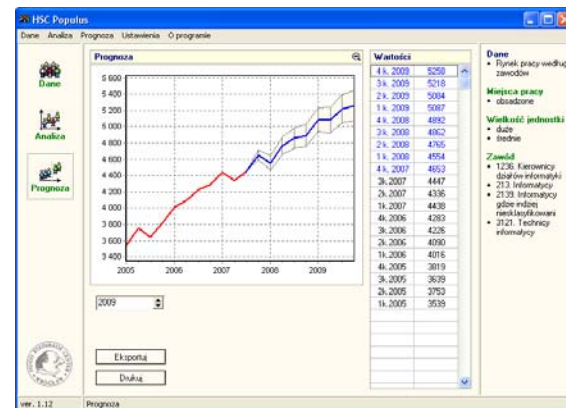 HSC Populus
Dane Analiza Prognoza Ustawienia O programie
Dane
Analiza
Prognoza
Prognoza
5 600
5 400
5 200
5 000
4 800
4 600
4 400
4 200
4 000
3 800
3 600
3 400
2005 2006 2007 2008 2009
2009
Eksportuj
Drukuj
Wartości
4 k. 2009 5250
3 k. 2009 5218
2 k. 2009 5084
1 k. 2009 5087
4 k. 2008 4892
3 k. 2008 4862
2 k. 2008 4765
1 k. 2008 4554
4 k. 2007 4653
3k.2007 4447
2k.2007 4336
1k.2007 4438
4k.2006 4283
3k.2006 4226
2k.2006 4090
1k.2006 4016
4k.2005 3819
3k.2005 3639
2k.2005 3753
1k.2005 3539
Dane
• Rynek pracy według
zawodów
Miejsca pracy
• obsadzone
Wielkość jednostki
• duże
• średnie
Zawód
• 1236. Kierownicy
działów informatyki
• 213. Informatycy
• 2139. Informatycy
gdzie indziej
niesklasyfikowani
• 3121. Technicy
informatycy
ver. 1.12 Prognoza